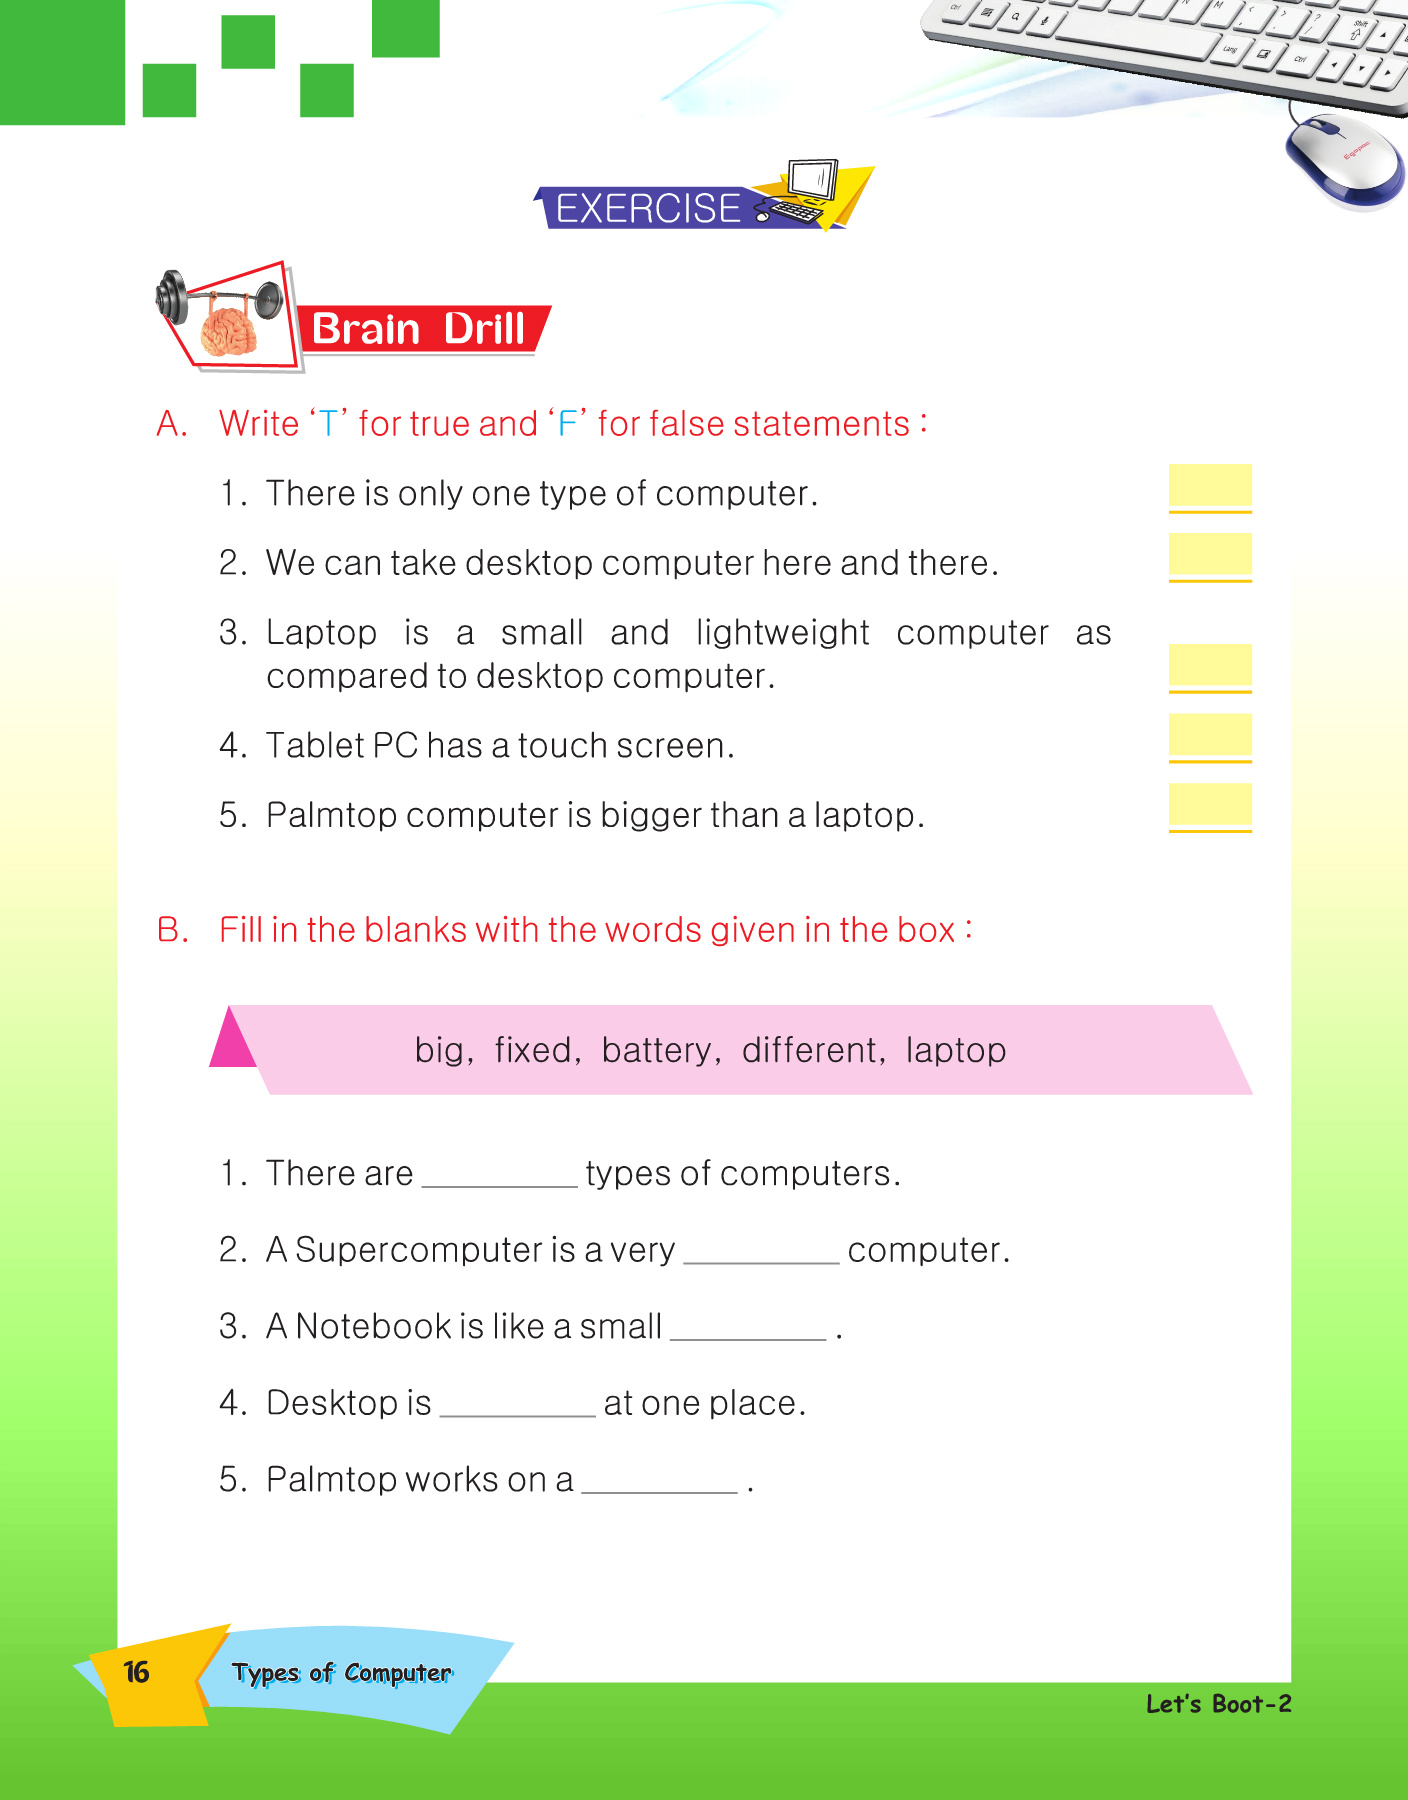 EXERCISE
Brain Drill
A. Write ‘T’ for true and ‘F’ for false statements :
1. There is only one type of computer.
2. We can take desktop computer here and there.
3. Laptop is a small and lightweight computer as
compared to desktop computer.
4. Tablet PC has a touch screen.
5. Palmtop computer is bigger than a laptop.
B. Fill in the blanks with the words given in the box :
big, fixed, battery, different, laptop
1. There are _________ types of computers.
2. A Supercomputer is a very _________ computer.
3. A Notebook is like a small _________ .
4. Desktop is _________ at one place.
5. Palmtop works on a _________ .
16 Types of Computer
Let's Boot-2